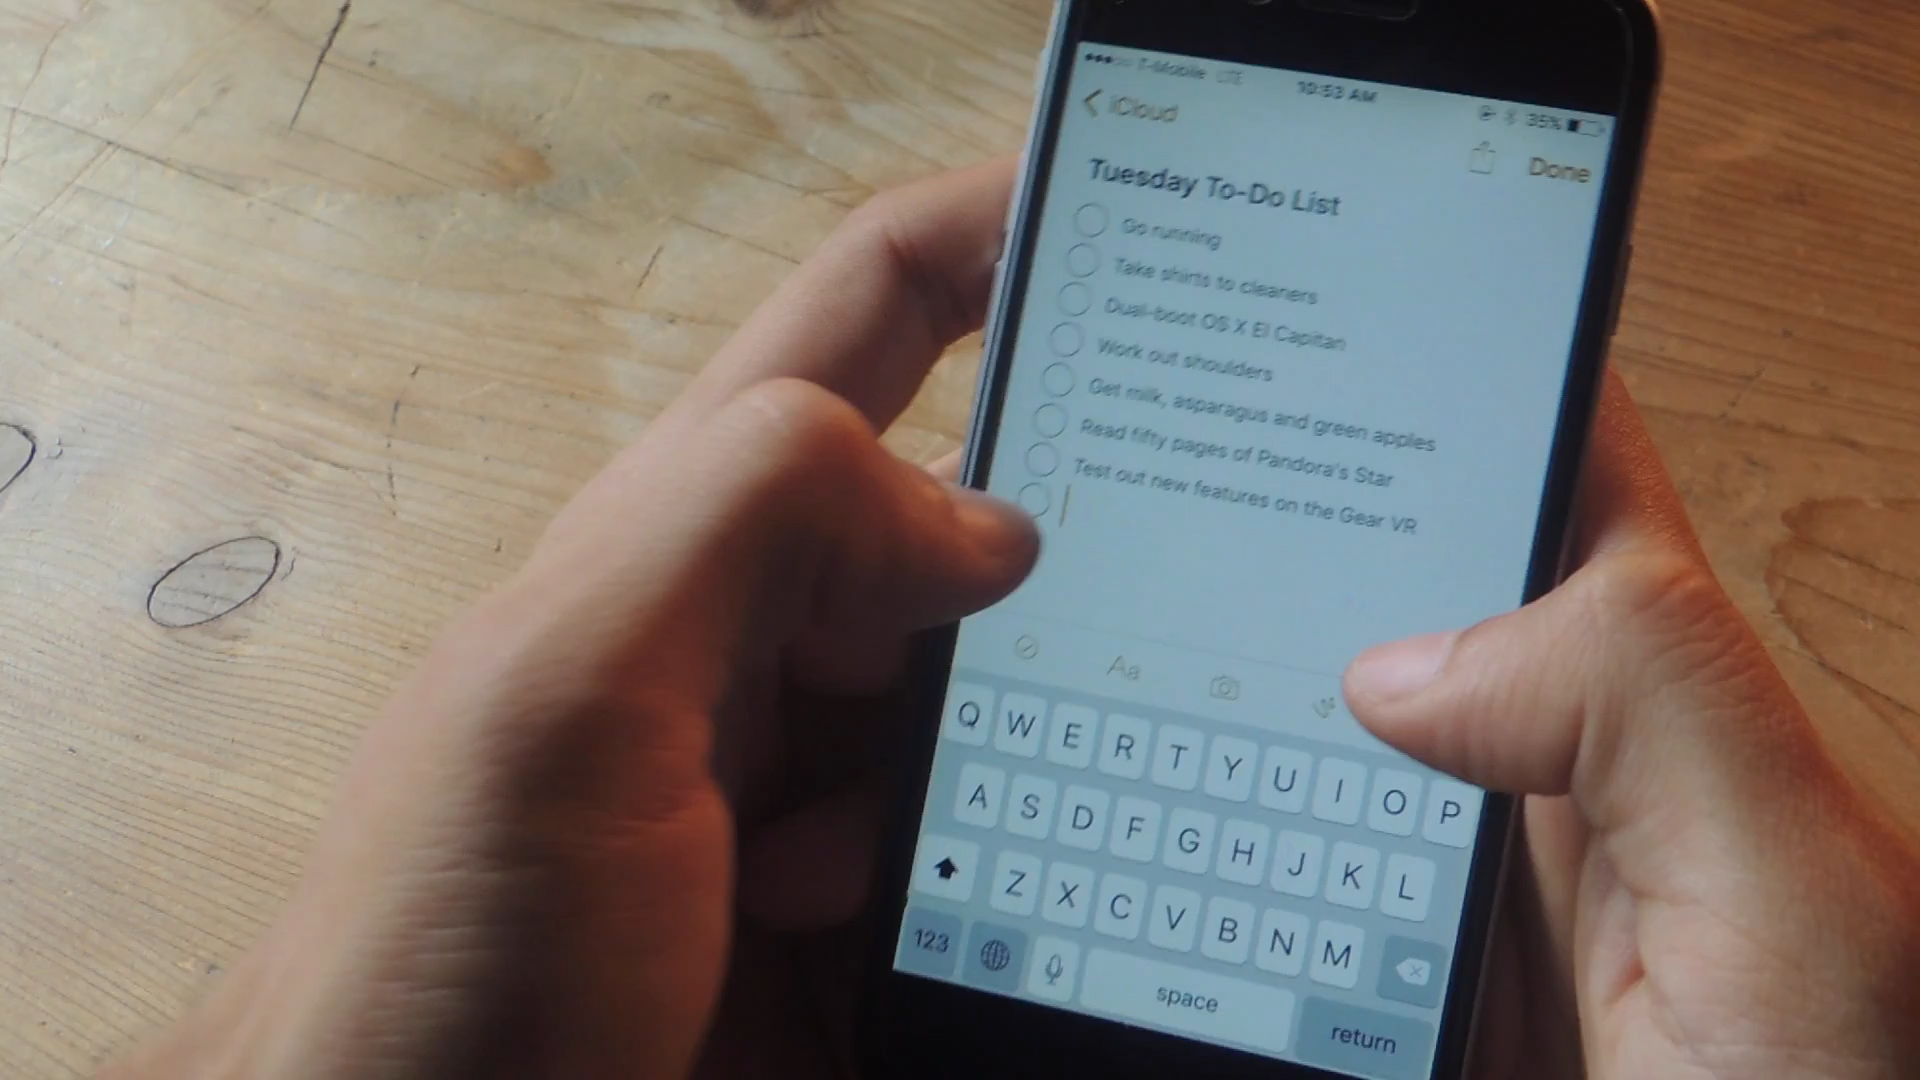 T-Mobile LTE 10:53 AM 35%
iCloud
Done
Tuesday To-Do List
Go running
Take shirts to cleaners
Dual-boot OS X El Capitan
Work out shoulders
Get milk, asparagus and green apples
Read fifty pages of Pandora's Star
Test out new features on the Gear VR
Aa
Q W E R T Y U I O P
A S D F G H J K L
Z X C V B N M
123 space return